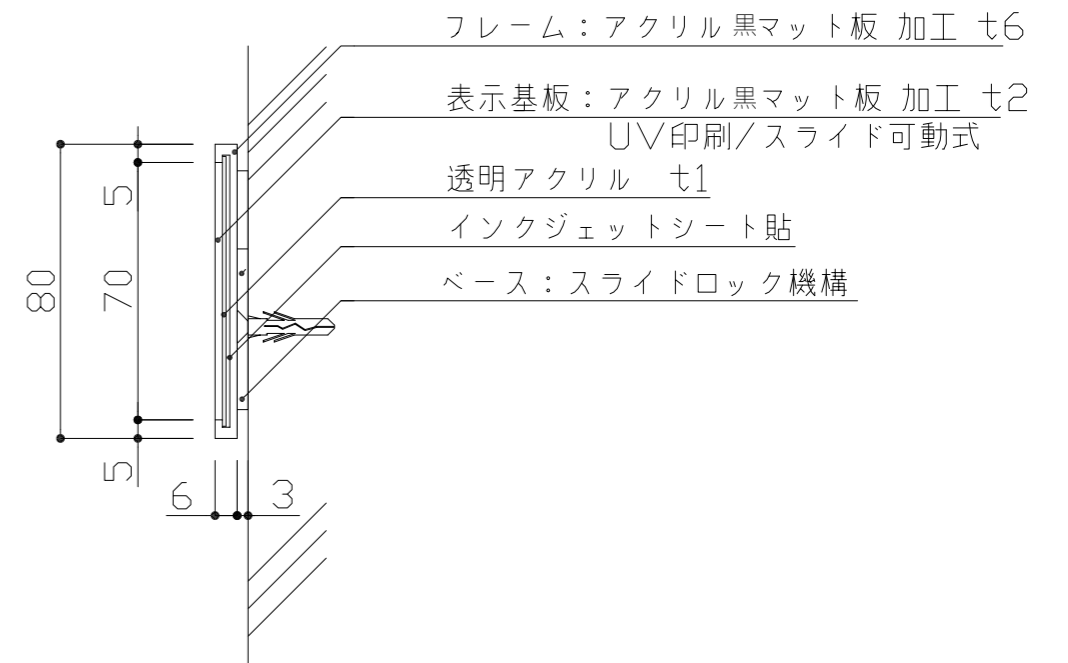 フレーム：アクリル黒マット板 加工 t6
表示基板：アクリル黒マット板 加工 t2
UV印刷/スライド可動式
透明アクリル t1
インクジェットシート貼
ベース：スライドロック機構
5
80
70
5
6
3